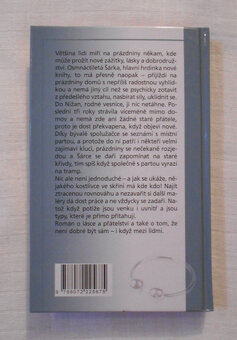 Většina lidí míří na prázdniny někam, kde
může prožít nové zážitky, lásky a dobrodruž-
ství. Osmnáctiletá Šárka, hlavní hrdinka nové
knihy, to má přesně naopak – přijíždí na
prázdniny domů s nepříliš radostnou vyhlíd-
kou a nemá jiný cíl než se psychicky zotavit
z předešlého vztahu, nasbírat síly, uklidnit se.
Do Nižan, rodné vesnice, ji nic netáhne. Po-
slední tři roky strávila víceméně mimo do-
mov a nemá zde ani žádné staré přátele,
proto je dost překvapena, když objeví nové.
Díky bývalé spolužačce se seznámí s místní
partou, a protože do ní patří i někteří velmi
zajímaví kluci, prázdniny se nečekaně rozje-
dou a Šárce se daří zapomínat na staré
křivdy, tím spíš když společně s partou vyrazí
na tramp.
Nic ale není jednoduché – a jak se ukáže, ně-
jakého kostlivce ve skříni má kde kdo! Najít
ztracenou rovnováhu a nezavařit si další ma-
léry dá dost práce a ne vždycky se zadaří. Na-
tož když potíže jsou venku i uvnitř a jsou
typy, které je přímo přitahují.
Román o lásce a přátelství a také o tom, že
není dobré být sám – i když mezi lidmi.